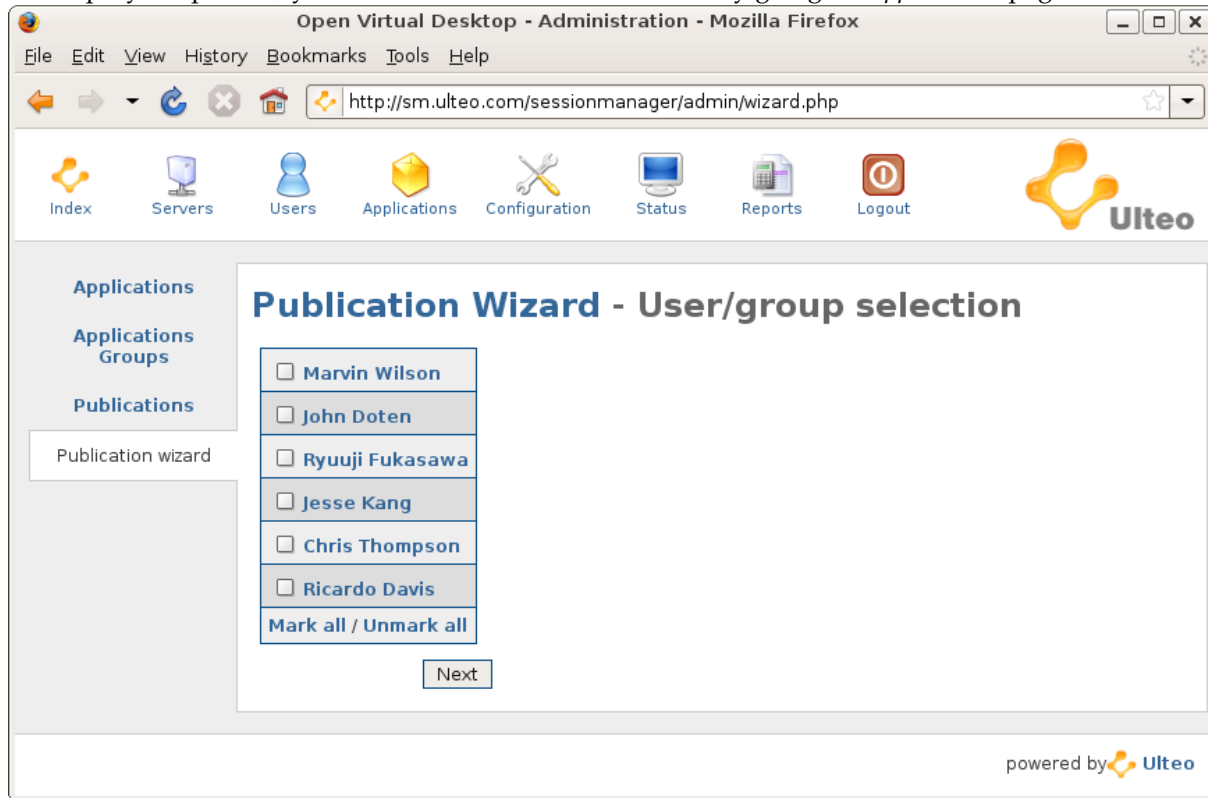 Open Virtual Desktop - Administration - Mozilla Firefox
File Edit View History Bookmarks Tools Help
http://sm.ulteo.com/sessionmanager/admin/wizard.php
Index Servers Users Applications Configuration Status Reports Logout
Ulteo
Applications
Applications
Groups
Publications
Publication wizard
Publication Wizard - User/group selection
Marvin Wilson
John Doten
Ryuuji Fukasawa
Jesse Kang
Chris Thompson
Ricardo Davis
Mark all / Unmark all
Next
powered by Ulteo